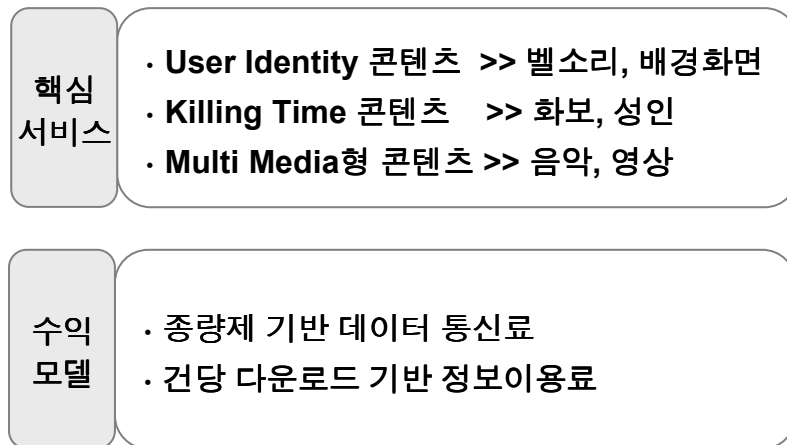 핵심
서비스
· User Identity 콘텐츠 >> 벨소리, 배경화면
· Killing Time 콘텐츠 >> 화보, 성인
· Multi Media형 콘텐츠 >> 음악, 영상
수익
모델
· 종량제 기반 데이터 통신료
· 건당 다운로드 기반 정보이용료